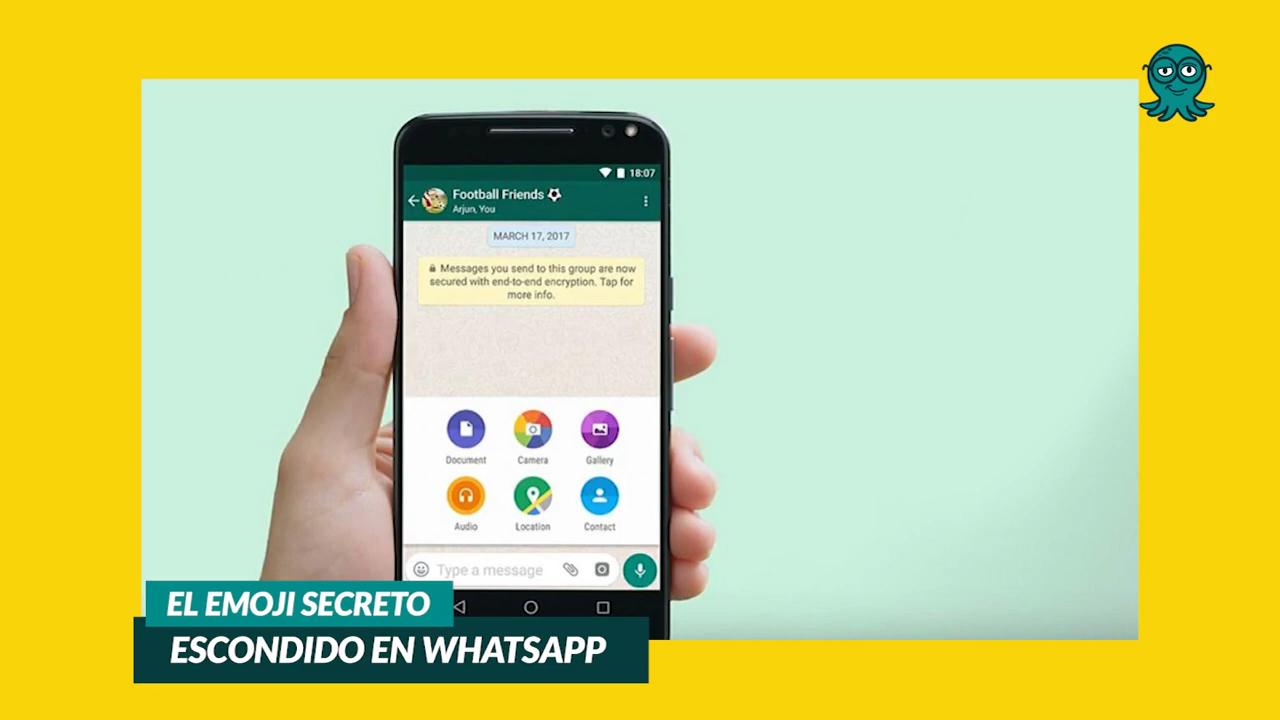 18:07
Football Friends
Arjun, You
MARCH 17, 2017
Messages you send to this group are now
secured with end-to-end encryption. Tap for
more info.
Document Camera Gallery
Audio Location Contact
Type a message
EL EMOJI SECRETO
ESCONDIDO EN WHATSAPP